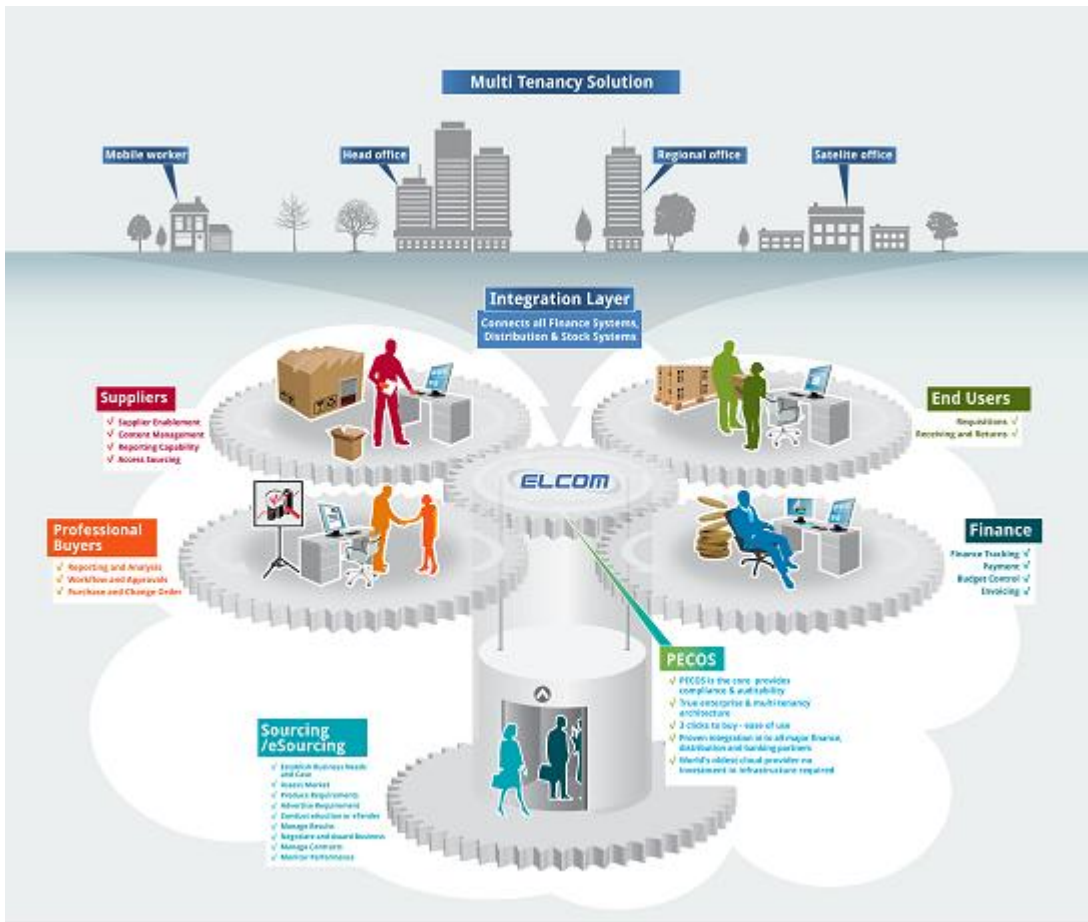 Multi Tenancy Solution
Mobile worker
Head office
Regional office
Satelite office
Integration Layer
Connects all Finance Systems,
Distribution & Stock Systems
Suppliers
√ Supplier Enablement
√ Content Management
√ Reporting Capability
√ Access Sourcing
End Users
Requisitions √
Receiving and Returns √
ELCOM
Professional
Buyers
√ Reporting and Analysis
√ Workflow and Approvals
√ Purchase and Change Order
Finance
Finance Tracking √
Payment √
Budget Control √
Invoicing √
PECOS
√ PECOS is the core provides
compliance & auditability
√ True enterprise & multi tenancy
architecture
√ 3 clicks to buy - ease of use
√ Proven integration in to all major finance,
distribution and banking partners
√ World's oldest cloud provider no
investment in infrastructure required
Sourcing
/eSourcing
√ Establish Business Needs
and Case
√ Assess Market
√ Produce Requirements
√ Advertise Requirement
√ Conduct eAuction or eTender
√ Manage Results
√ Negotiate and Award Business
√ Manage Contracts
√ Monitor Performance